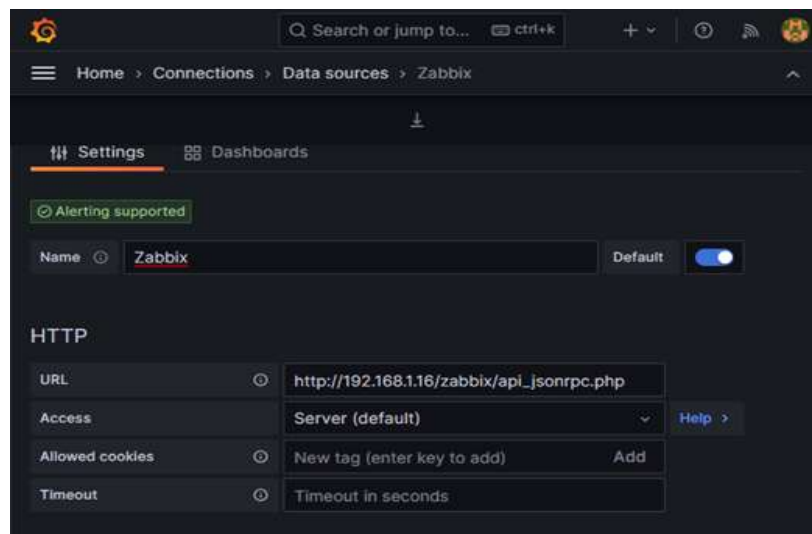 Search or jump to... ctrl+k
Home › Connections › Data sources › Zabbix
Settings Dashboards
Alerting supported
Name Zabbix Default
HTTP
URL http://192.168.1.16/zabbix/api_jsonrpc.php
Access Server (default) Help >
Allowed cookies New tag (enter key to add) Add
Timeout Timeout in seconds